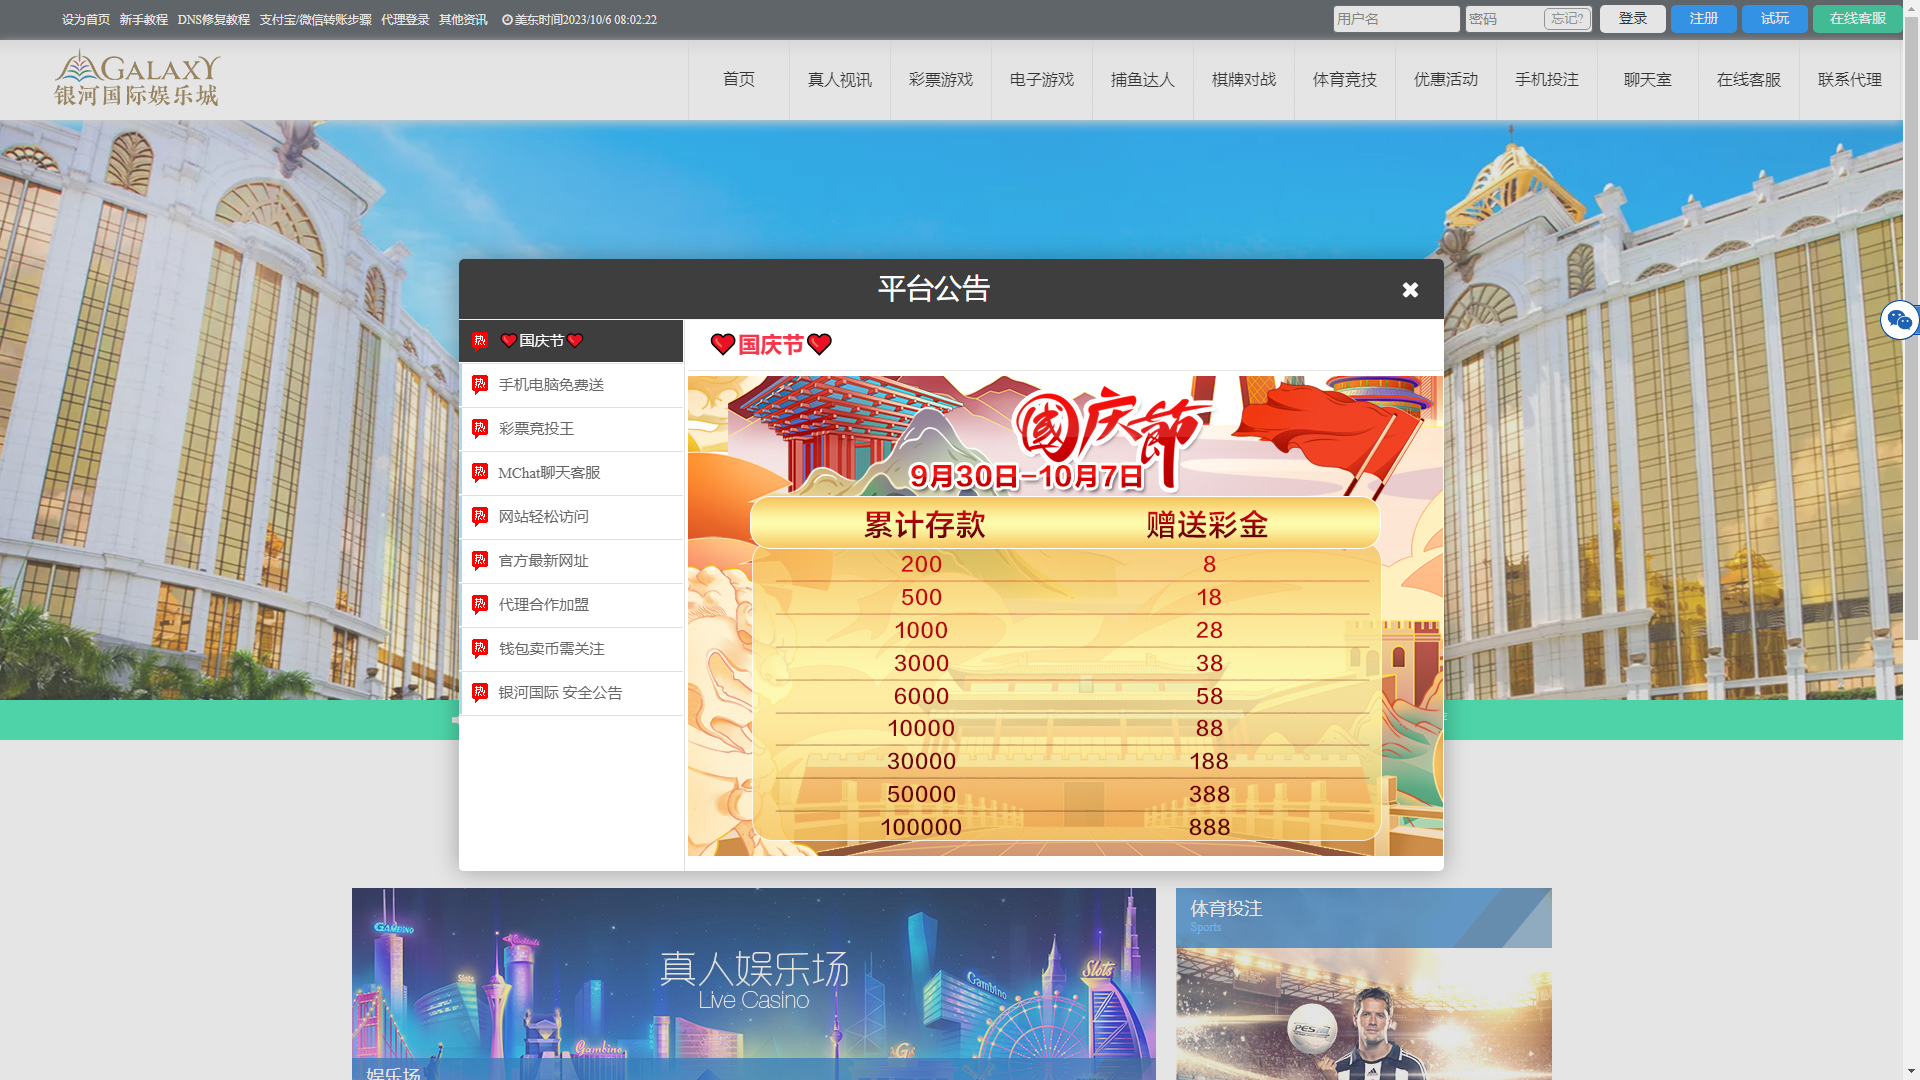 设为首页 新手教程 DNS修复教程 支付宝/微信转账步骤 代理登录 其他资讯 美东时间2023/10/6 08:02:22
用户名 密码 忘记? 登录 注册 试玩 在线客服
GALAXY
银河国际娱乐城
首页 真人视讯 彩票游戏 电子游戏 捕鱼达人 棋牌对战 体育竞技 优惠活动 手机投注 聊天室 在线客服 联系代理
平台公告
热 国庆节
热 手机电脑免费送
热 彩票竞投王
热 MChat聊天客服
热 网站轻松访问
热 官方最新网址
热 代理合作加盟
热 钱包卖币需关注
热 银河国际 安全公告
国庆节
國庆節
9月30日-10月7日
累计存款 赠送彩金
200 8
500 18
1000 28
3000 38
6000 58
10000 88
30000 188
50000 388
100000 888
GAMBINO
Cocktails
Slots
Gambino
真人娱乐场
Live Casino
Gambino
Slots
娱乐场
体育投注
Sports
PES